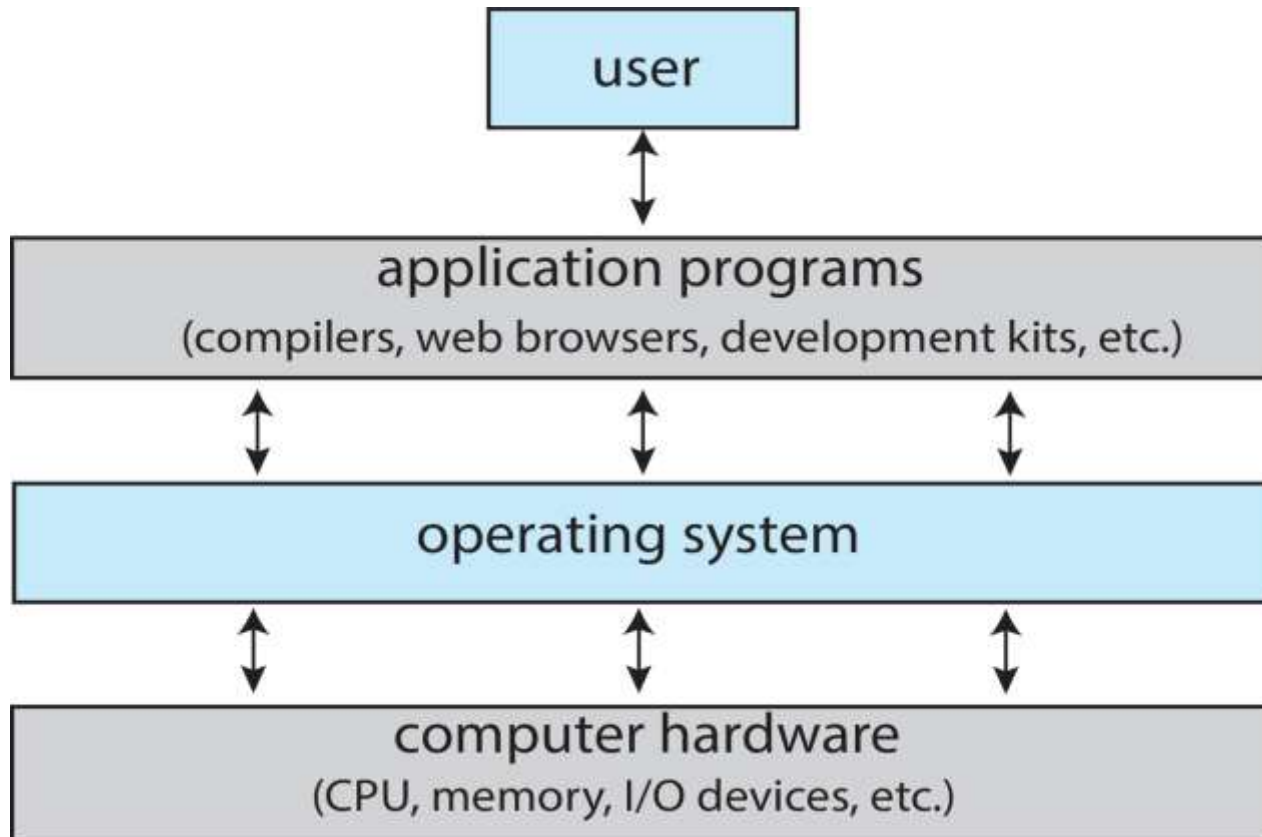 user
application programs
(compilers, web browsers, development kits, etc.)
operating system
computer hardware
(CPU, memory, I/O devices, etc.)